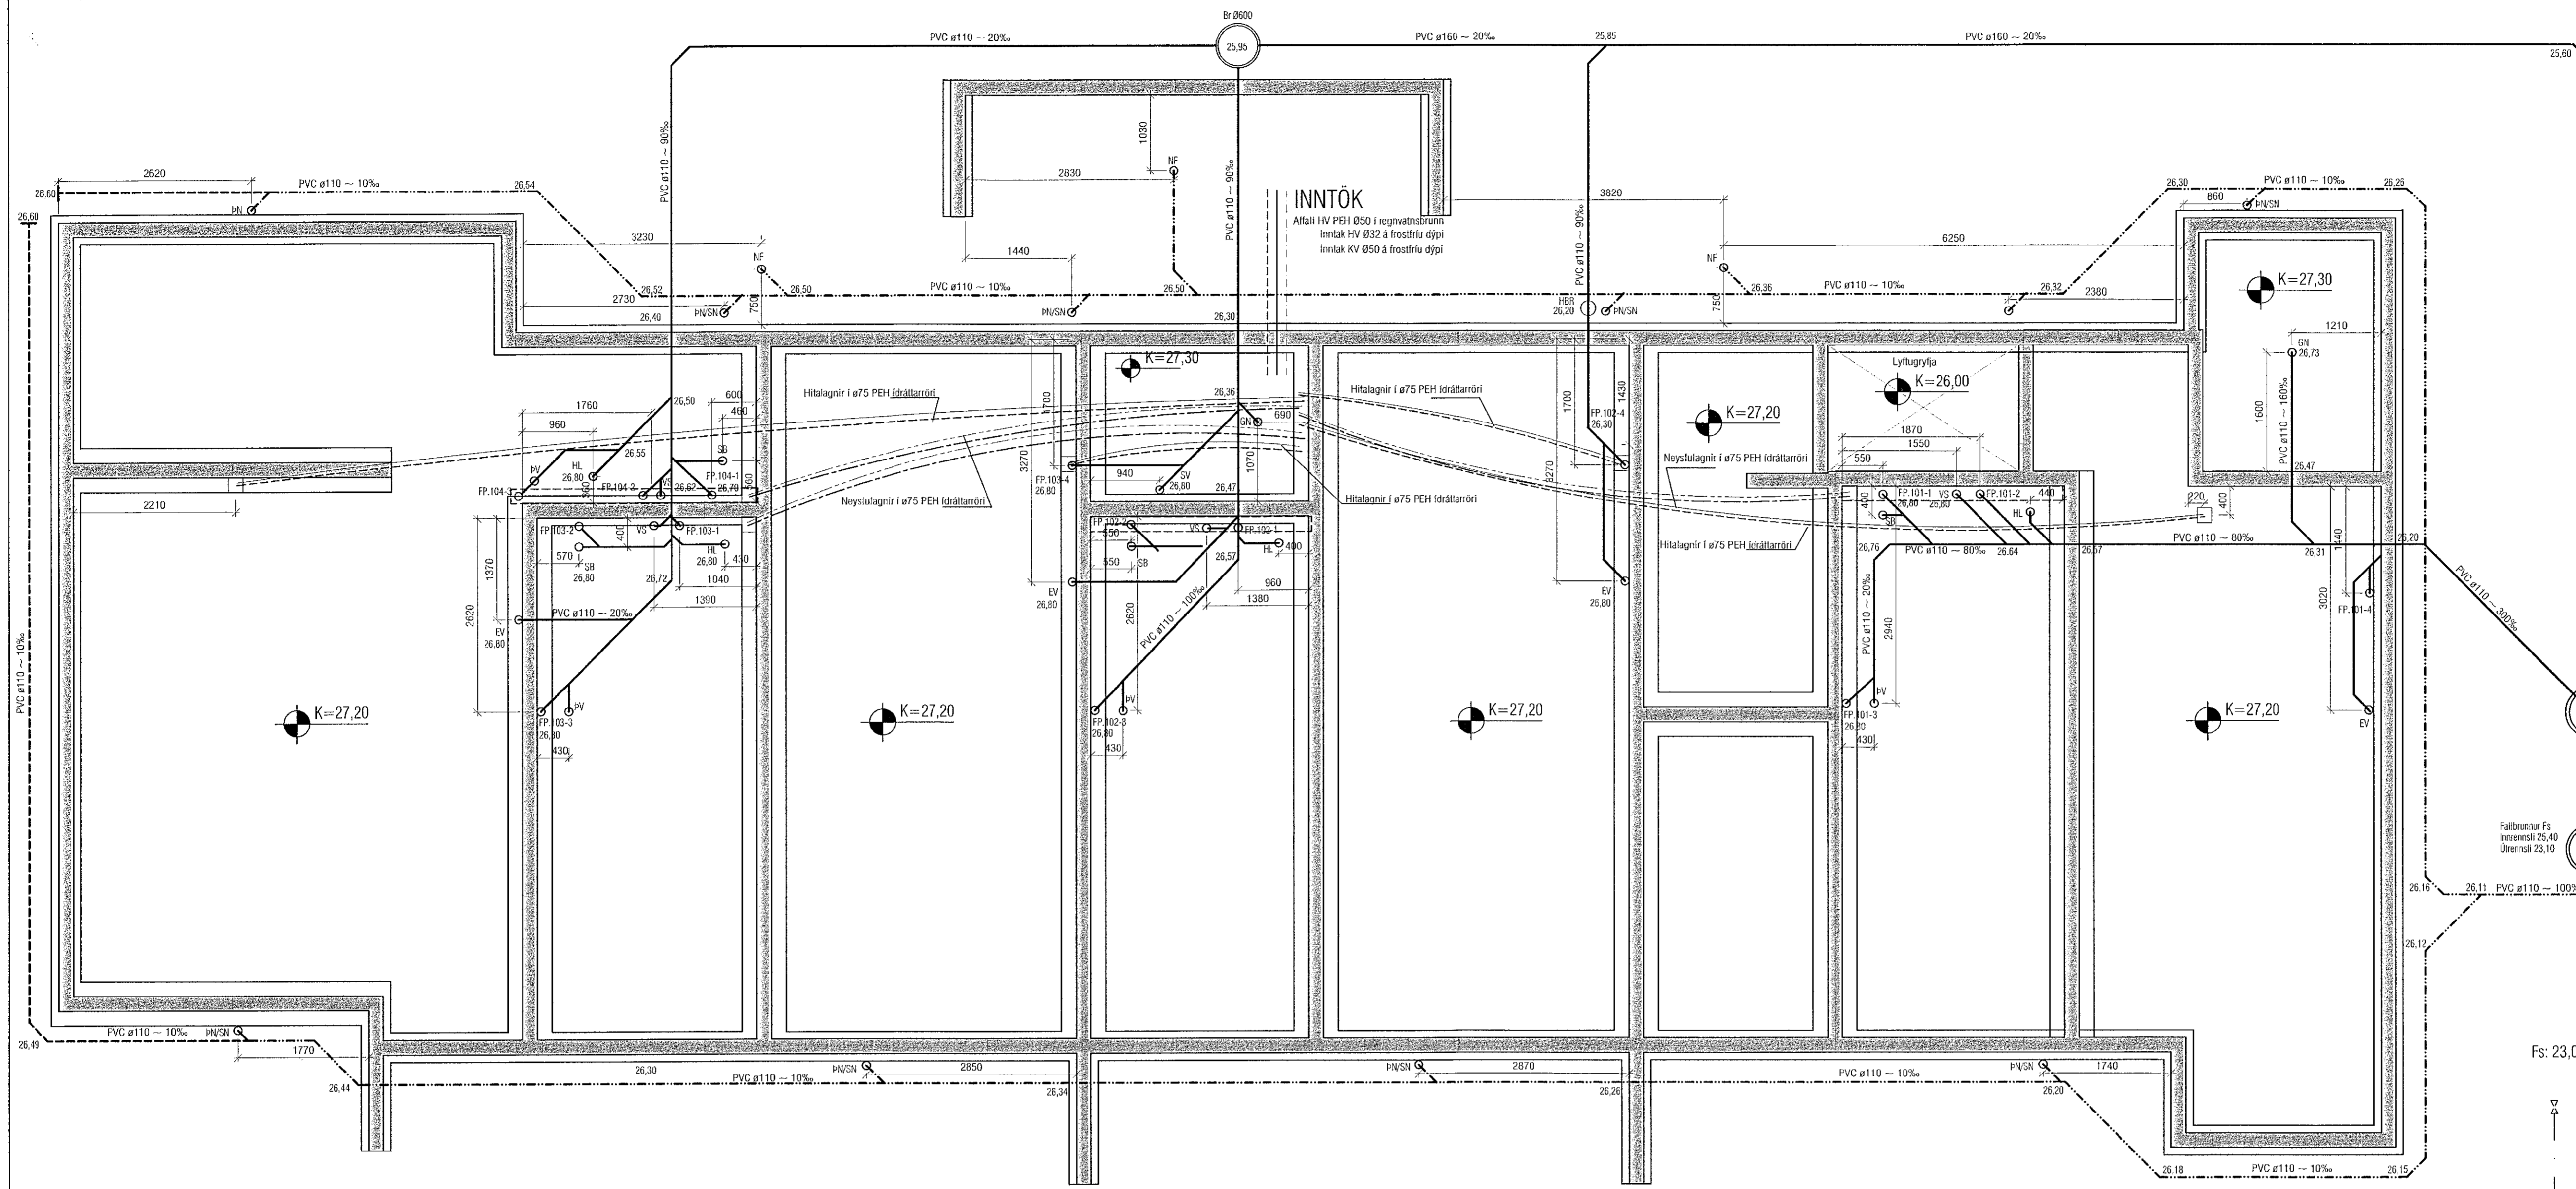 Br.Ø600
25,95
PVC ø110 ~ 20‰
PVC ø160 ~ 20‰
25,85
PVC ø160 ~ 20‰
25,60
PVC ø110 ~ 90‰
1030
NF
2830
PVC ø110 ~ 90‰
INNTÖK
Affall HV PEH Ø50 í regnvatnsbrunn
Inntak HV Ø32 á frostfríu dýpi
Inntak KV Ø50 á frostfríu dýpi
3820
PVC ø110 ~ 90‰
2620
26,60
PVC ø110 ~ 10‰
26,54
ÞN
26,60
3230
NF
1440
26,52
2730
26,50
PVC ø110 ~ 10‰
26,50
26,40
ÞN/SN
750
ÞN/SN
26,30
HBR
26,20
ÞN/SN
NF
750
26,36
PVC ø110 ~ 10‰
26,32
2380
6250
26,30
PVC ø110 ~ 10‰
26,26
860
ÞN/SN
K=27,30
1210
GN
26,73
1600
PVC ø110 ~ 160‰
26,47
Lyftugryfja
K=26,00
K=27,20
K=27,30
Hitalagnir í ø75 PEH ídráttarröri
Hitalagnir í ø75 PEH ídráttarröri
1700
1700
1430
FP.102-4
26,30
26,36
690
GN
1070
26,50
600
460
1760
960
26,55
HL
26,80
360
ÞV
FP.104-3
FP.104-2
VS
26,62
SB
FP.104-1
26,70
560
2210
3270
FP.103-4
26,80
940
SV
26,80
26,47
3270
Neyslulagnir í ø75 PEH ídráttarröri
Hitalagnir í ø75 PEH ídráttarröri
Neyslulagnir í ø75 PEH ídráttarröri
Hitalagnir í ø75 PEH ídráttarröri
1870
1550
550
400
FP.101-1
26,80
SB
VS
26,80
FP.101-2
440
HL
220
400
26,76
PVC ø110 ~ 80‰
26.64
26,57
PVC ø110 ~ 80‰
26,31
26,20
1440
3020
FP.101-4
EV
PVC ø110 ~ 300‰
FP.103-2
400
VS
FP.103-1
HL
26,80
430
570
SB
26,80
26,72
1040
1390
1370
2620
PVC ø110 ~ 20‰
EV
26,80
FP.102-2
550
SB
550
VS
FP.102-1
26,57
HL
400
960
1380
EV
26,80
2620
PVC ø110 ~ 100‰
EV
26,80
PVC ø110 ~ 20‰
2940
ÞV
FP.101-3
26,80
430
ÞV
FP.103-3
26,80
430
ÞV
FP.102-3
26,80
430
K=27,20
K=27,20
K=27,20
K=27,20
PVC ø110 ~ 10‰
Fallbrunnur Fs
Innrennsli 25,40
Útrennsli 23,10
26,16
26,11
PVC ø110 ~ 100‰
26,12
26,49
PVC ø110 ~ 10‰
ÞN/SN
1770
26,44
26,30
PVC ø110 ~ 10‰
ÞN/SN
2850
26,34
ÞN/SN
2870
26,26
PVC ø110 ~ 10‰
ÞN/SN
1740
26,20
Fs: 23,0
26,18
PVC ø110 ~ 10‰
26,15